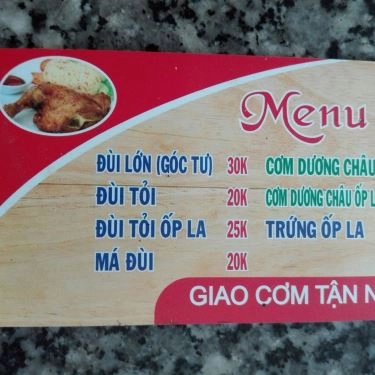 Menu
ĐÙI LỚN (GÓC TƯ) 30K CƠM DƯƠNG CHÂU
ĐÙI TỎI 20K CƠM DƯƠNG CHÂU ỐP L
ĐÙI TỎI ỐP LA 25K TRỨNG ỐP LA
MÁ ĐÙI 20K
GIAO CƠM TẬN N